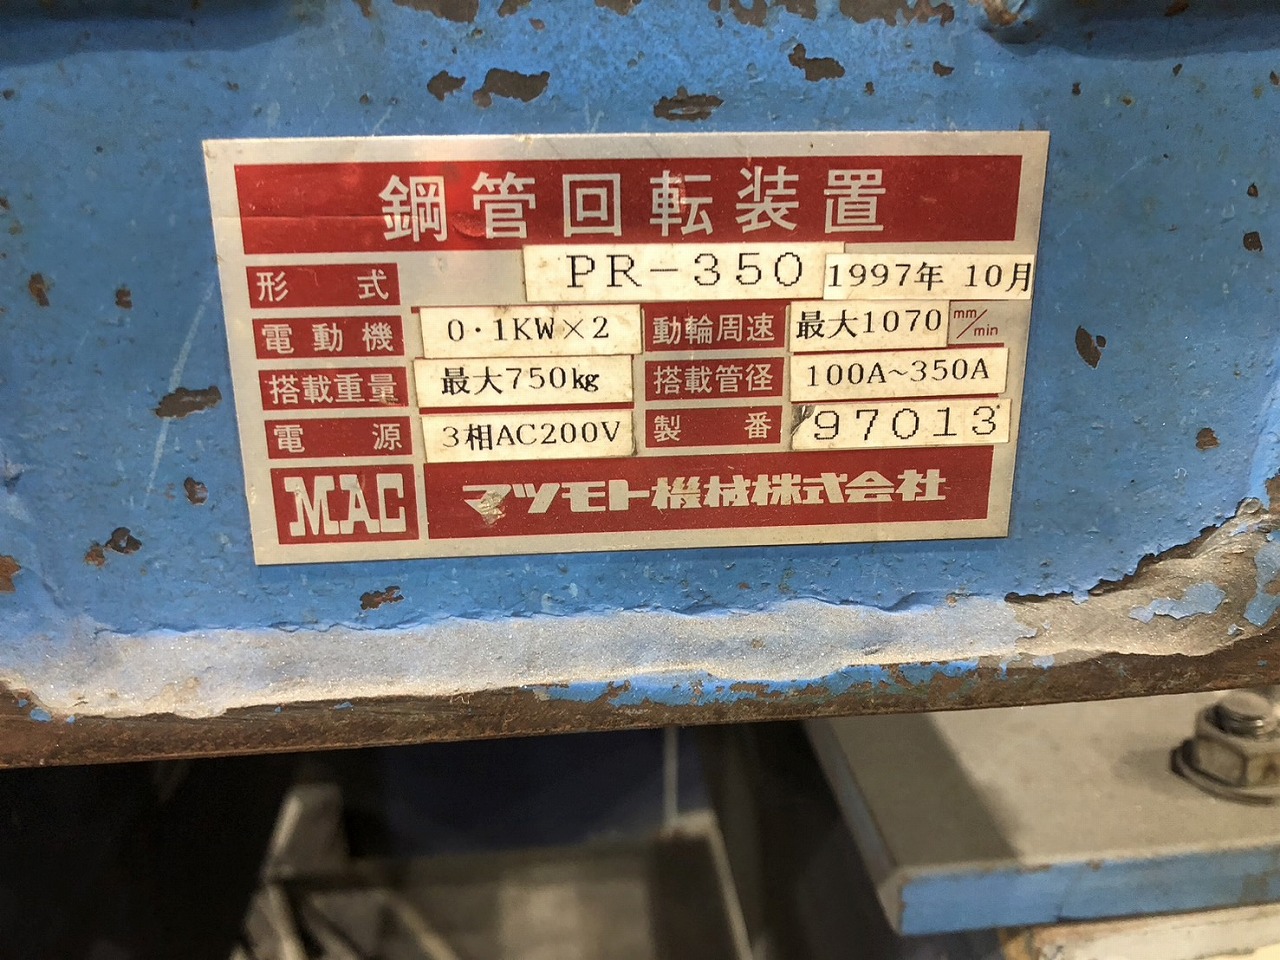 鋼管回転装置
形式 PR-350 1997年 10月
電動機 0・1KW×2 動輪周速 最大1070 mm/min
搭載重量 最大750kg 搭載管径 100A~350A
電源 3相AC200V 製番 97013
MAC マツモト機械株式会社